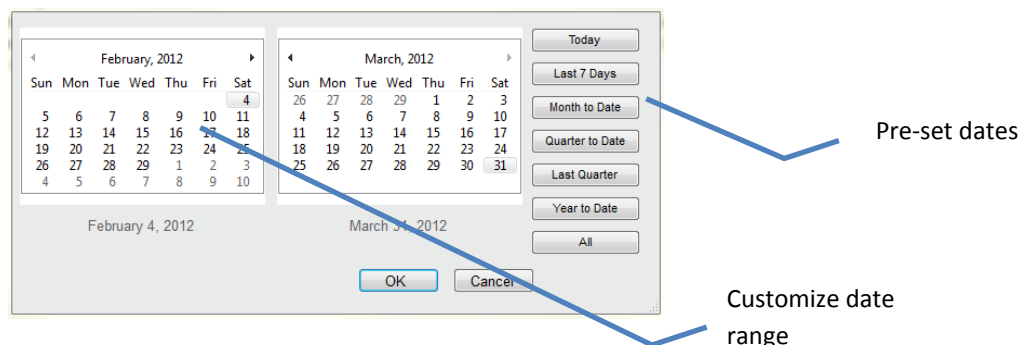 February, 2012
Sun Mon Tue Wed Thu Fri Sat
4
5 6 7 8 9 10 11
12 13 14 15 16 17 18
19 20 21 22 23 24 25
26 27 28 29 1 2 3
4 5 6 7 8 9 10
February 4, 2012
March, 2012
Sun Mon Tue Wed Thu Fri Sat
26 27 28 29 1 2 3
4 5 6 7 8 9 10
11 12 13 14 15 16 17
18 19 20 21 22 23 24
25 26 27 28 29 30 31
March 31, 2012
Today
Last 7 Days
Month to Date
Quarter to Date
Last Quarter
Year to Date
All
OK Cancel
Pre-set dates
Customize date
range